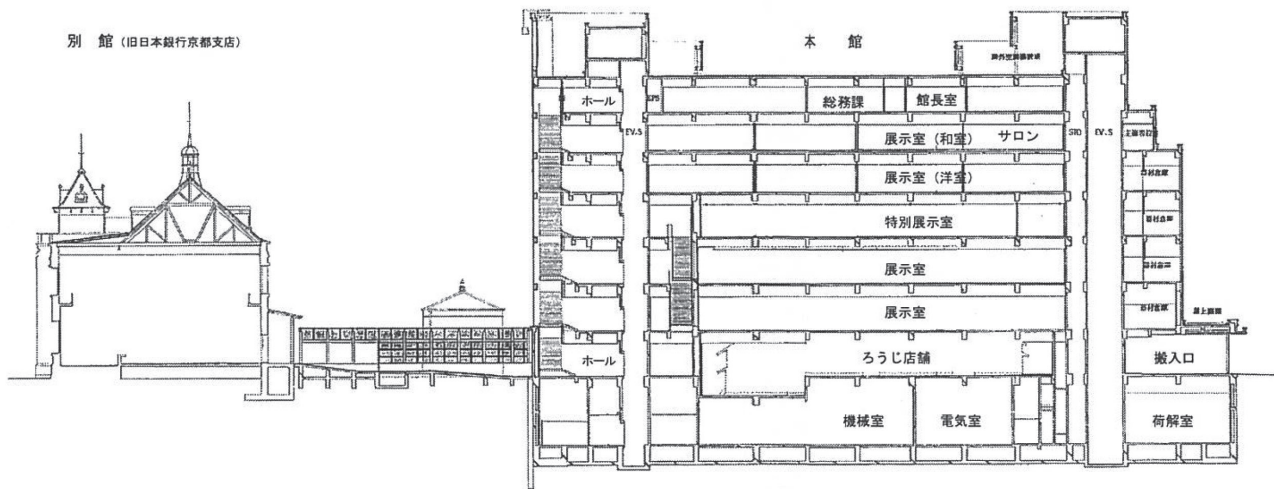 別 館 (旧日本銀行京都支店)
本 館
ホール
EPS
総務課
館長室
EV.S
展示室 (和室)
サロン
STO
EV.S
展示室 (洋室)
特別展示室
展示室
展示室
ホール
ろうじ店舗
搬入口
機械室
電気室
荷解室